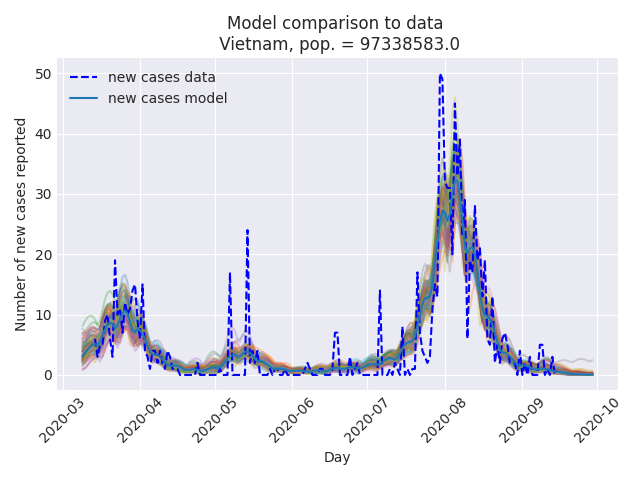 Model comparison to data
Vietnam, pop. = 97338583.0
new cases data
new cases model
Number of new cases reported
50
40
30
20
10
0
2020-03
2020-04
2020-05
2020-06
2020-07
2020-08
2020-09
2020-10
Day